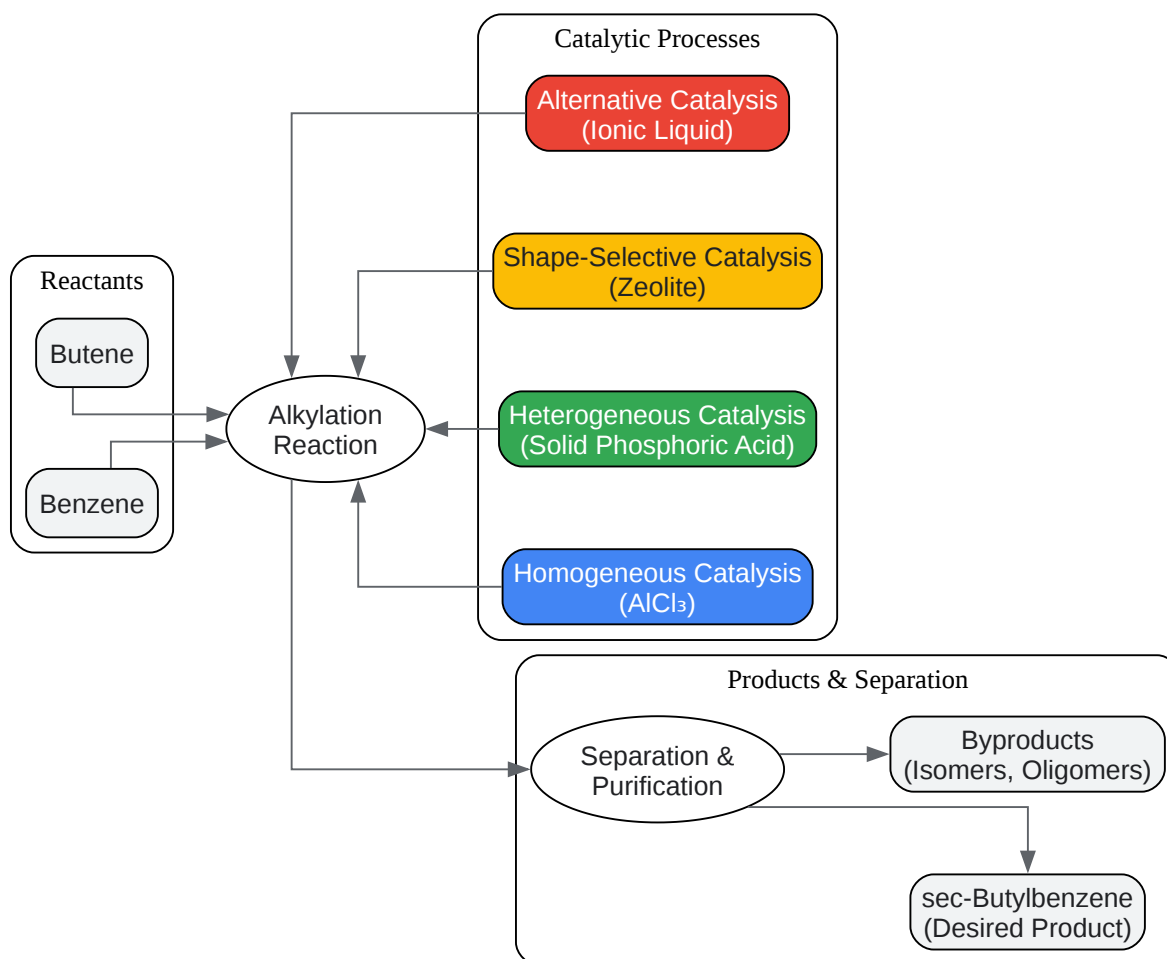 Catalytic Processes
Alternative Catalysis
(Ionic Liquid)
Shape-Selective Catalysis
(Zeolite)
Heterogeneous Catalysis
(Solid Phosphoric Acid)
Homogeneous Catalysis
(AlCl₃)
Reactants
Butene
Benzene
Alkylation
Reaction
Products & Separation
Separation &
Purification
Byproducts
(Isomers, Oligomers)
sec-Butylbenzene
(Desired Product)